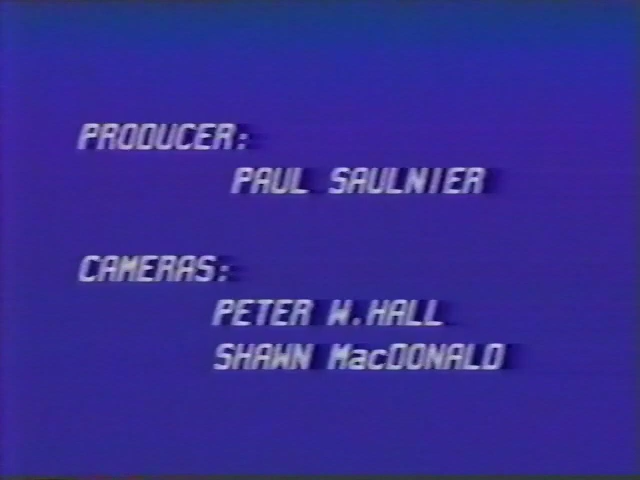 PRODUCER:
PAUL SAULNIER
CAMERAS:
PETER W.HALL
SHAWN MacDONALD